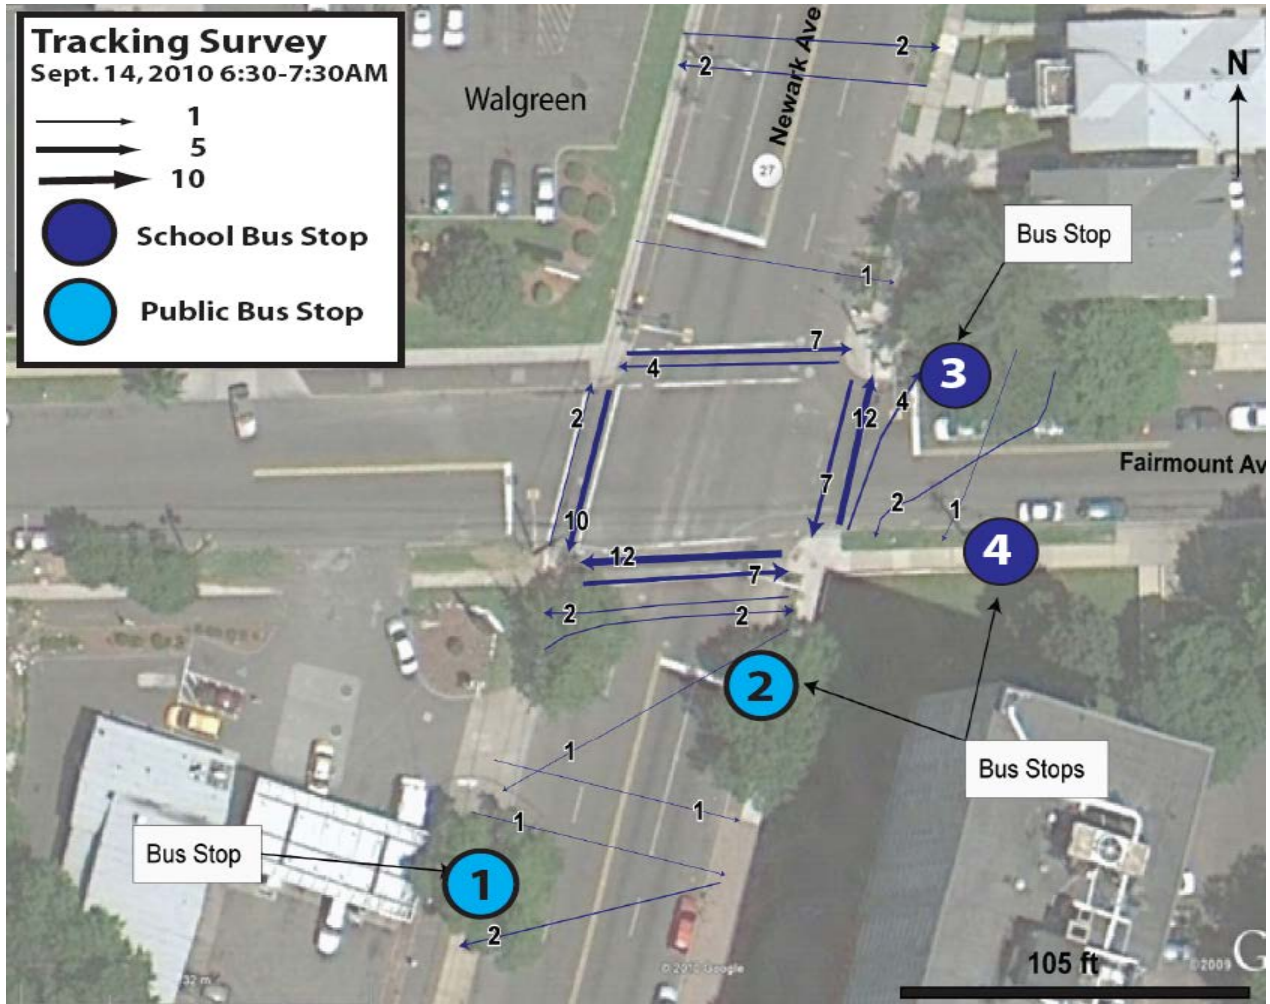 Tracking Survey
Sept. 14, 2010 6:30-7:30AM
1
5
10
School Bus Stop
Public Bus Stop
Walgreen
Newark Ave
27
N
2
2
Bus Stop
1
7
4
3
2
12
4
Fairmount Av
7
2
1
10
4
12
7
2
2
2
1
Bus Stops
1
1
Bus Stop
1
2
105 ft
32 m
© 2010 Google
©2009
G